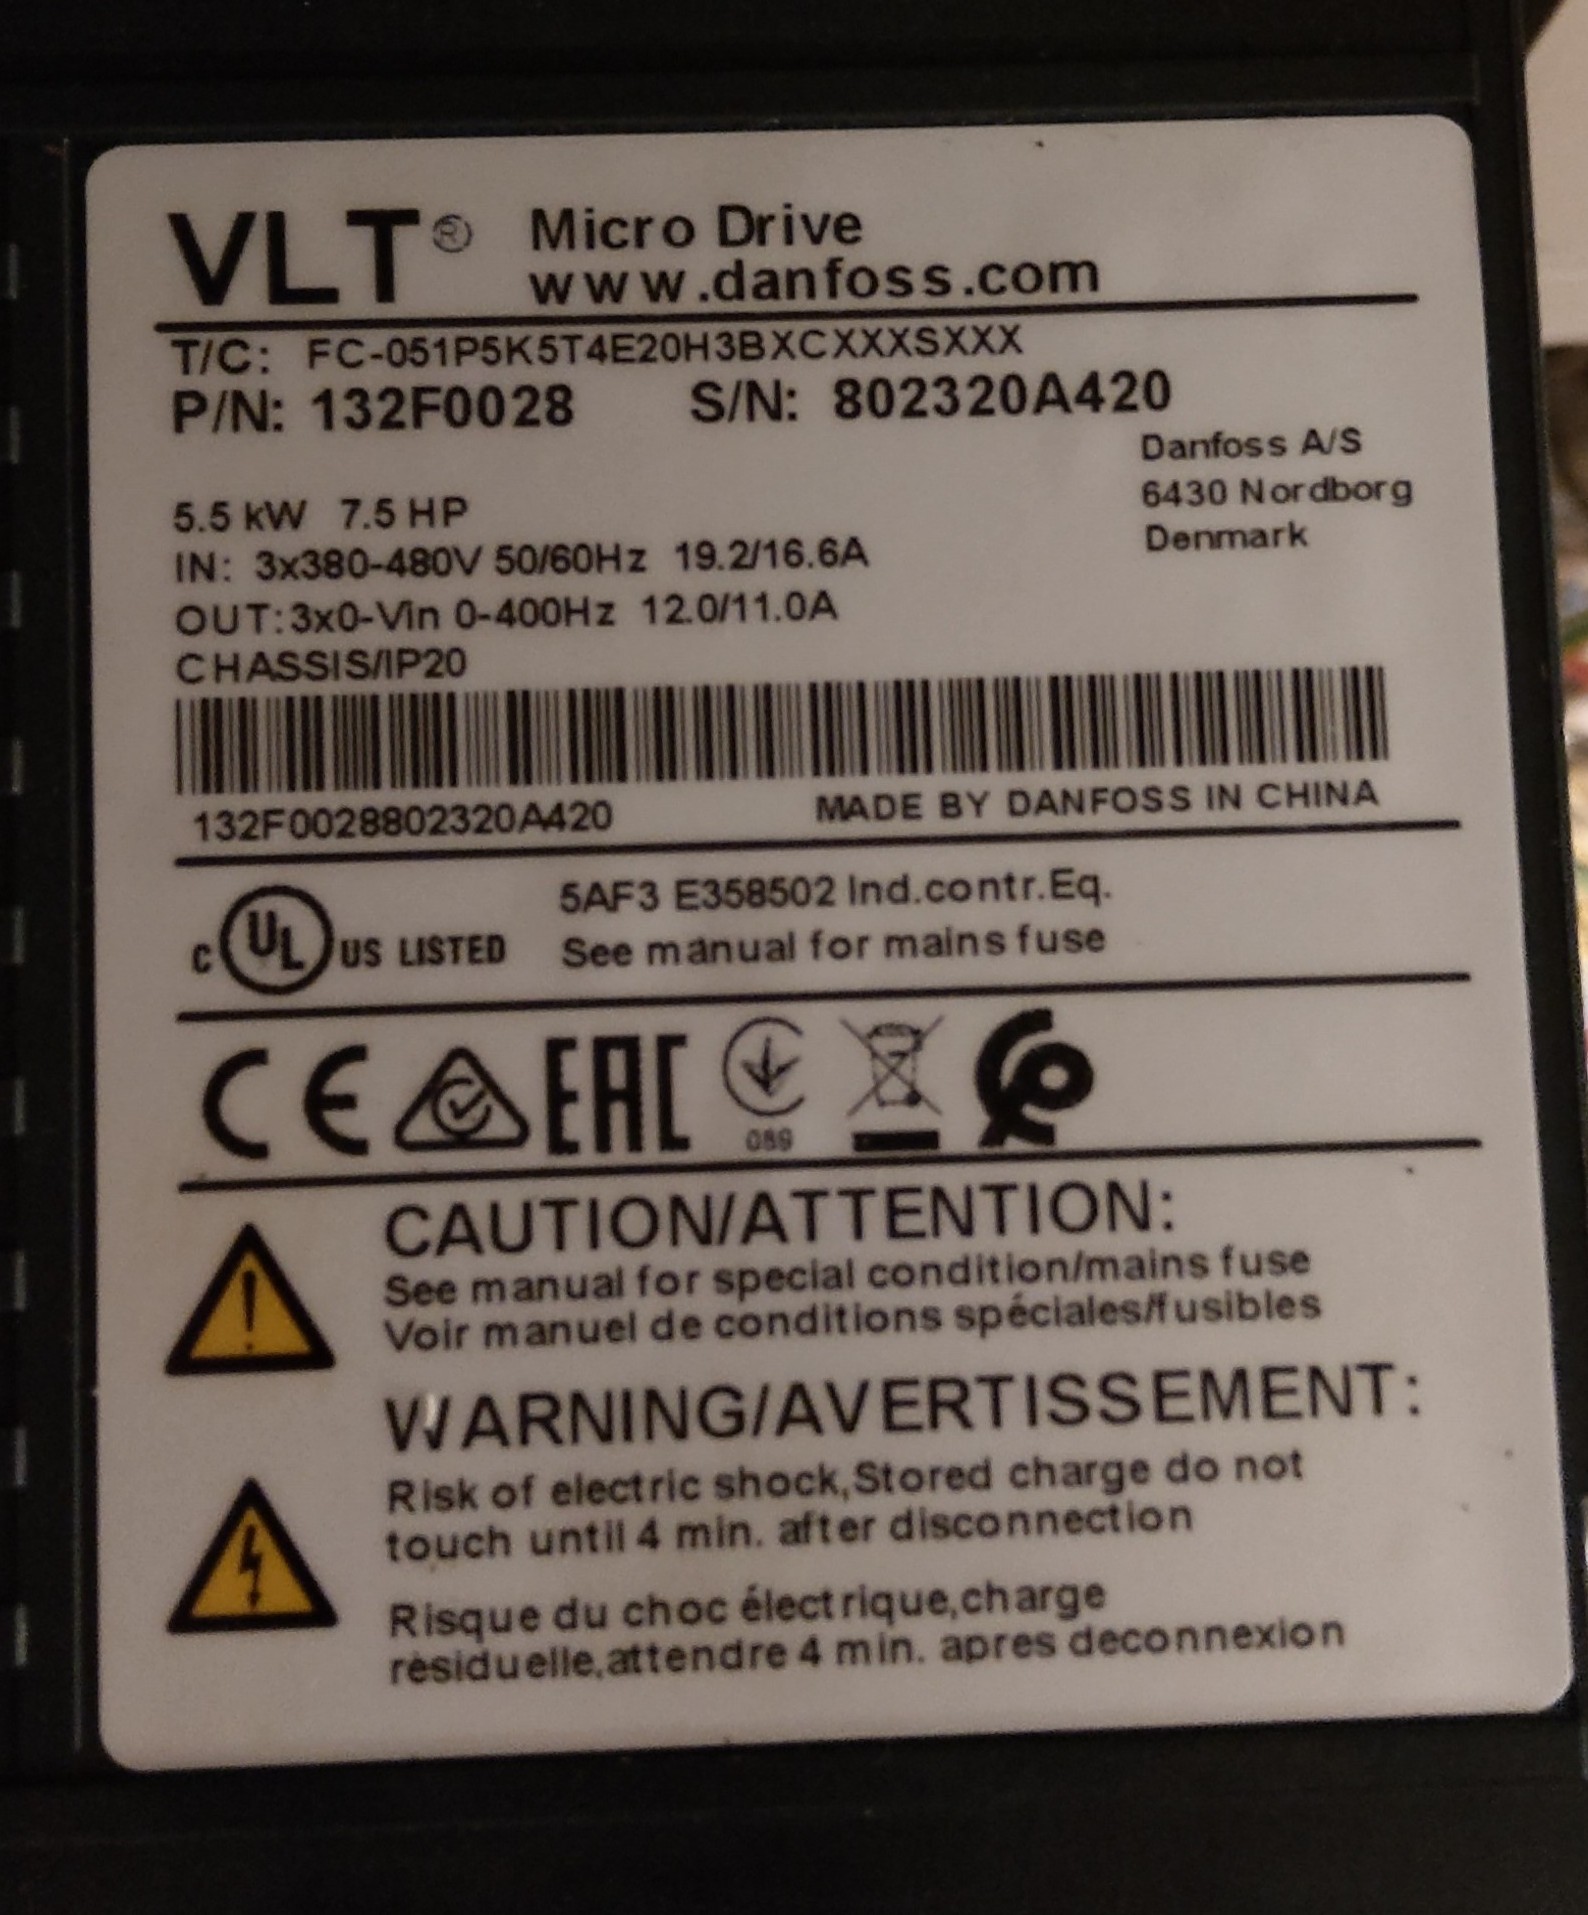 VLT® Micro Drive
www.danfoss.com
T/C: FC-051P5K5T4E20H3BXCXXXSXXX
P/N: 132F0028 S/N: 802320A420
Danfoss A/S
6430 Nordborg
Denmark
5.5 kW 7.5 HP
IN: 3x380-480V 50/60Hz 19.2/16.6A
OUT:3x0-Vin 0-400Hz 12.0/11.0A
CHASSIS/IP20
132F0028802320A420 MADE BY DANFOSS IN CHINA
c UL US LISTED
5AF3 E358502 Ind.contr.Eq.
See manual for mains fuse
CE EAC
089
CAUTION/ATTENTION:
See manual for special condition/mains fuse
Voir manuel de conditions spéciales/fusibles
WARNING/AVERTISSEMENT:
Risk of electric shock,Stored charge do not
touch until 4 min. after disconnection
Risque du choc électrique,charge
rèsiduelle,attendre 4 min. apres deconnexion